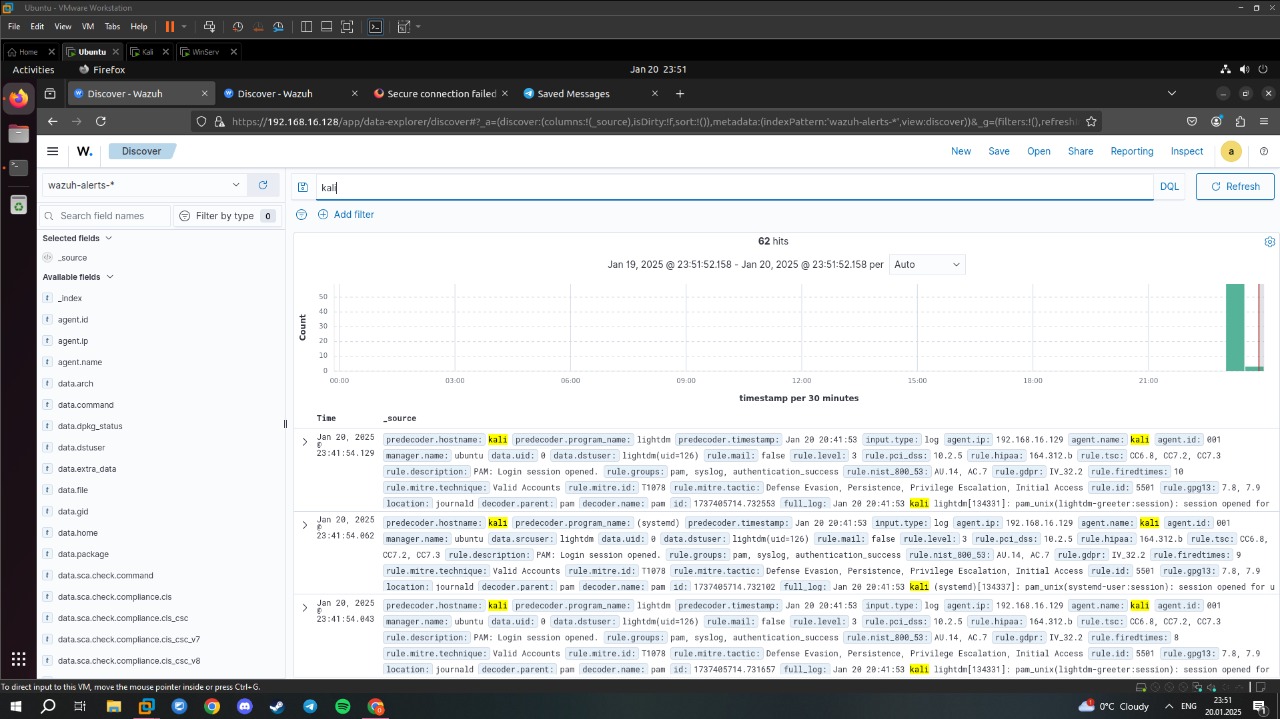 Ubuntu - VMware Workstation
File Edit View VM Tabs Help
Home Ubuntu Kali WinServ
Activities Firefox Jan 20 23:51
Discover - Wazuh Discover - Wazuh Secure connection failed Saved Messages
https://192.168.16.128/app/data-explorer/discover#?_a=(discover:(columns:!(_source),isDirty:!f,sort:!()),metadata:(indexPattern:'wazuh-alerts-*',view:discover))&_g=(filters:!(),refresh
W. Discover New Save Open Share Reporting Inspect a
wazuh-alerts-* kali DQL Refresh
Search field names Filter by type 0 Add filter
Selected fields
_source
Available fields
t _index
t agent.id
t agent.ip
t agent.name
t data.arch
t data.command
t data.dpkg_status
t data.dstuser
t data.extra_data
t data.file
t data.gid
t data.home
t data.package
t data.sca.check.command
t data.sca.check.compliance.cis
t data.sca.check.compliance.cis_csc
t data.sca.check.compliance.cis_csc_v7
t data.sca.check.compliance.cis_csc_v8
62 hits
Jan 19, 2025 @ 23:51:52.158 - Jan 20, 2025 @ 23:51:52.158 per Auto
Count
50
40
30
20
10
0
00:00 03:00 06:00 09:00 12:00 15:00 18:00 21:00
timestamp per 30 minutes
Time _source
Jan 20, 2025 @ 23:41:54.129
predecoder.hostname: kali predecoder.program_name: lightdm predecoder.timestamp: Jan 20 20:41:53 input.type: log agent.ip: 192.168.16.129 agent.name: kali agent.id: 001
manager.name: ubuntu data.uid: 0 data.dstuser: lightdm(uid=126) rule.mail: false rule.level: 3 rule.pci_dss: 10.2.5 rule.hipaa: 164.312.b rule.tsc: CC6.8, CC7.2, CC7.3
rule.description: PAM: Login session opened. rule.groups: pam, syslog, authentication_success rule.nist_800_53: AU.14, AC.7 rule.gdpr: IV_32.2 rule.firedtimes: 10
rule.mitre.technique: Valid Accounts rule.mitre.id: T1078 rule.mitre.tactic: Defense Evasion, Persistence, Privilege Escalation, Initial Access rule.id: 5501 rule.gpg13: 7.8, 7.9
location: journald decoder.parent: pam decoder.name: pam id: 1737405714.732553 full_log: Jan 20 20:41:53 kali lightdm[134431]: pam_unix(lightdm-greeter:session): session opened for
Jan 20, 2025 @ 23:41:54.062
predecoder.hostname: kali predecoder.program_name: (systemd) predecoder.timestamp: Jan 20 20:41:53 input.type: log agent.ip: 192.168.16.129 agent.name: kali agent.id: 001
manager.name: ubuntu data.srcuser: lightdm data.uid: 0 data.dstuser: lightdm(uid=126) rule.mail: false rule.level: 3 rule.pci_dss: 10.2.5 rule.hipaa: 164.312.b rule.tsc: CC6.8,
CC7.2, CC7.3 rule.description: PAM: Login session opened. rule.groups: pam, syslog, authentication_success rule.nist_800_53: AU.14, AC.7 rule.gdpr: IV_32.2 rule.firedtimes: 9
rule.mitre.technique: Valid Accounts rule.mitre.id: T1078 rule.mitre.tactic: Defense Evasion, Persistence, Privilege Escalation, Initial Access rule.id: 5501 rule.gpg13: 7.8, 7.9
location: journald decoder.parent: pam decoder.name: pam id: 1737405714.732102 full_log: Jan 20 20:41:53 kali (systemd)[134437]: pam_unix(systemd-user:session): session opened for u
Jan 20, 2025 @ 23:41:54.043
predecoder.hostname: kali predecoder.program_name: lightdm predecoder.timestamp: Jan 20 20:41:53 input.type: log agent.ip: 192.168.16.129 agent.name: kali agent.id: 001
manager.name: ubuntu data.uid: 0 data.dstuser: lightdm(uid=126) rule.mail: false rule.level: 3 rule.pci_dss: 10.2.5 rule.hipaa: 164.312.b rule.tsc: CC6.8, CC7.2, CC7.3
rule.description: PAM: Login session opened. rule.groups: pam, syslog, authentication_success rule.nist_800_53: AU.14, AC.7 rule.gdpr: IV_32.2 rule.firedtimes: 8
rule.mitre.technique: Valid Accounts rule.mitre.id: T1078 rule.mitre.tactic: Defense Evasion, Persistence, Privilege Escalation, Initial Access rule.id: 5501 rule.gpg13: 7.8, 7.9
location: journald decoder.parent: pam decoder.name: pam id: 1737405714.731657 full_log: Jan 20 20:41:53 kali lightdm[134431]: pam_unix(lightdm-greeter:session): session opened for
To direct input to this VM, move the mouse pointer inside or press Ctrl+G.
0°C Cloudy ENG 23:51
20.01.2025